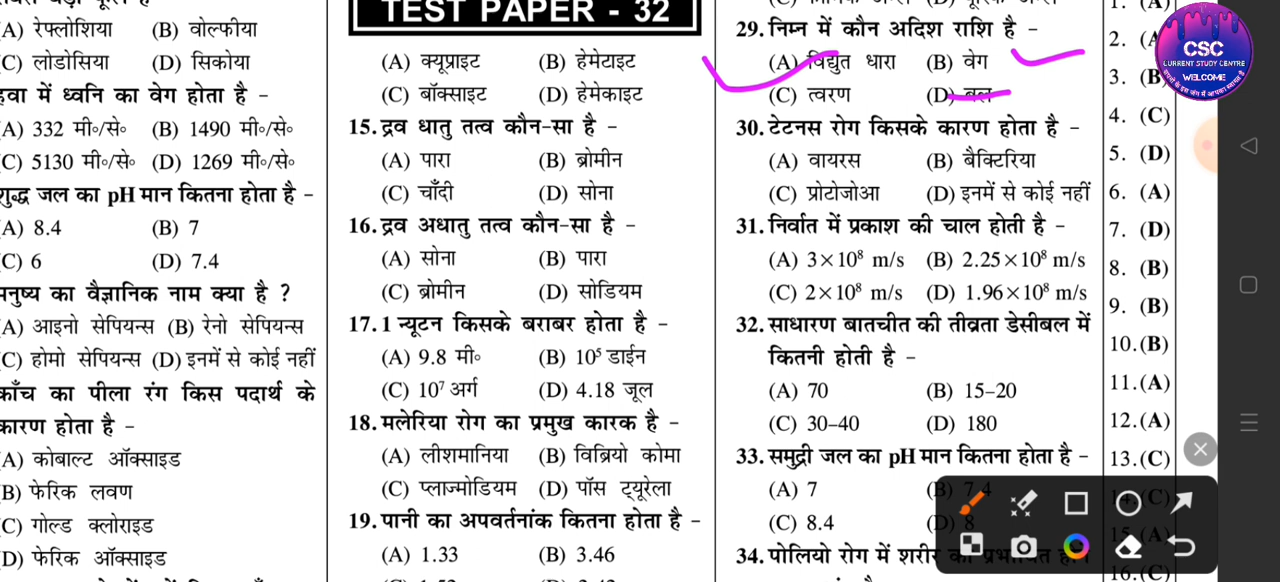 (A) रेफ्लोशिया (B) वोल्फीया
(C) लोडोसिया (D) सिकोया
हवा में ध्वनि का वेग होता है –
(A) 332 मी०/से० (B) 1490 मी०/से०
(C) 5130 मी०/से० (D) 1269 मी०/से०
शुद्ध जल का pH मान कितना होता है –
(A) 8.4 (B) 7
(C) 6 (D) 7.4
मनुष्य का वैज्ञानिक नाम क्या है ?
(A) आइनो सेपियन्स (B) रेनो सेपियन्स
(C) होमो सेपियन्स (D) इनमें से कोई नहीं
काँच का पीला रंग किस पदार्थ के
कारण होता है –
(A) कोबाल्ट ऑक्साइड
(B) फेरिक लवण
(C) गोल्ड क्लोराइड
(D) फेरिक ऑक्साइड
TEST PAPER - 32
(A) क्यूप्राइट (B) हेमेटाइट
(C) बॉक्साइट (D) हेमेकाइट
15. द्रव धातु तत्व कौन-सा है –
(A) पारा (B) ब्रोमीन
(C) चाँदी (D) सोना
16. द्रव अधातु तत्व कौन-सा है –
(A) सोना (B) पारा
(C) ब्रोमीन (D) सोडियम
17. 1 न्यूटन किसके बराबर होता है –
(A) 9.8 मी० (B) 10⁵ डाईन
(C) 10⁷ अर्ग (D) 4.18 जूल
18. मलेरिया रोग का प्रमुख कारक है –
(A) लीशमानिया (B) विब्रियो कोमा
(C) प्लाज्मोडियम (D) पॉस ट्यूरेला
19. पानी का अपवर्तनांक कितना होता है –
(A) 1.33 (B) 3.46
29. निम्न में कौन अदिश राशि है –
(A) विद्युत धारा (B) वेग
(C) त्वरण (D) बल
30. टेटनस रोग किसके कारण होता है –
(A) वायरस (B) बैक्टिरिया
(C) प्रोटोजोआ (D) इनमें से कोई नहीं
31. निर्वात में प्रकाश की चाल होती है –
(A) 3×10⁸ m/s (B) 2.25×10⁸ m/s
(C) 2×10⁸ m/s (D) 1.96×10⁸ m/s
32. साधारण बातचीत की तीव्रता डेसीबल में
कितनी होती है –
(A) 70 (B) 15–20
(C) 30–40 (D) 180
33. समुद्री जल का pH मान कितना होता है –
(A) 7 (B) 7.4
(C) 8.4 (D) 8
34. पोलियो रोग में शरीर का
1. (A)
2. (A
3. (B
4. (C)
5. (D)
6. (A)
7. (D)
8. (B)
9. (B)
10. (B)
11. (A)
12. (A)
13. (C)
14. (C)
15. (A)
16. (C)
CSC
CURRENT STUDY CENTRE
WELCOME